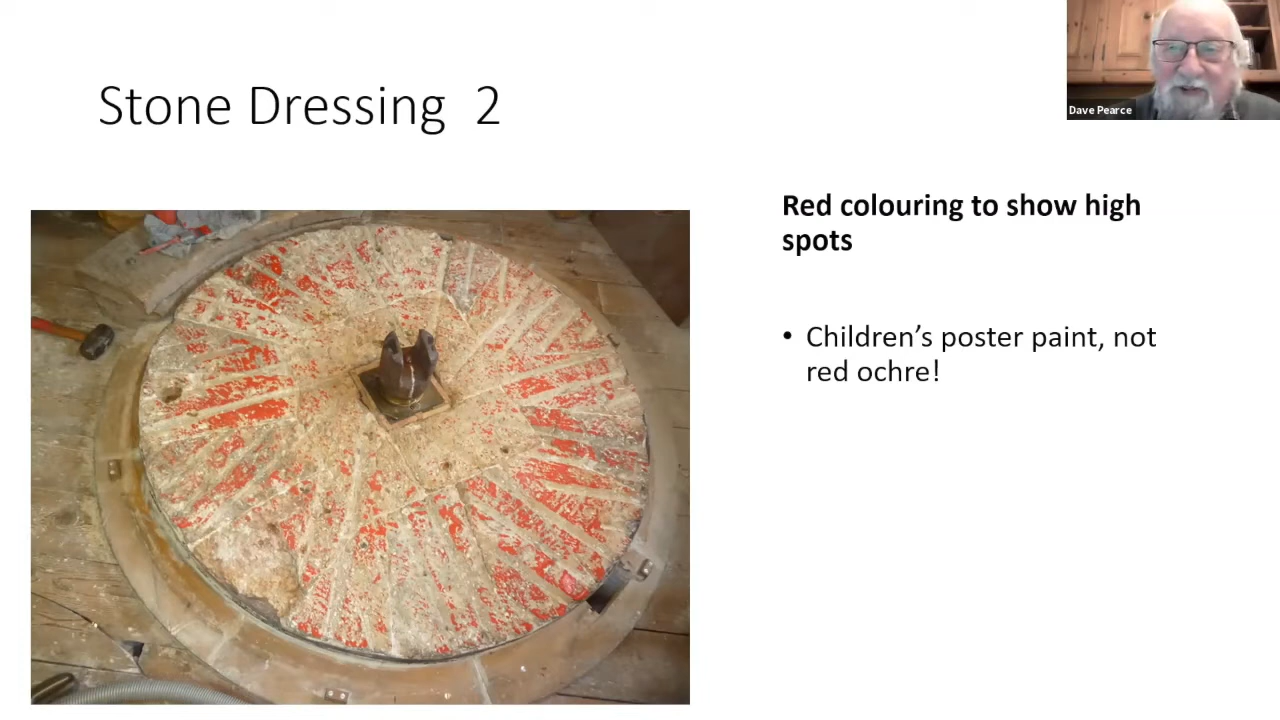 Stone Dressing 2
Dave Pearce
Red colouring to show high
spots
• Children’s poster paint, not
red ochre!